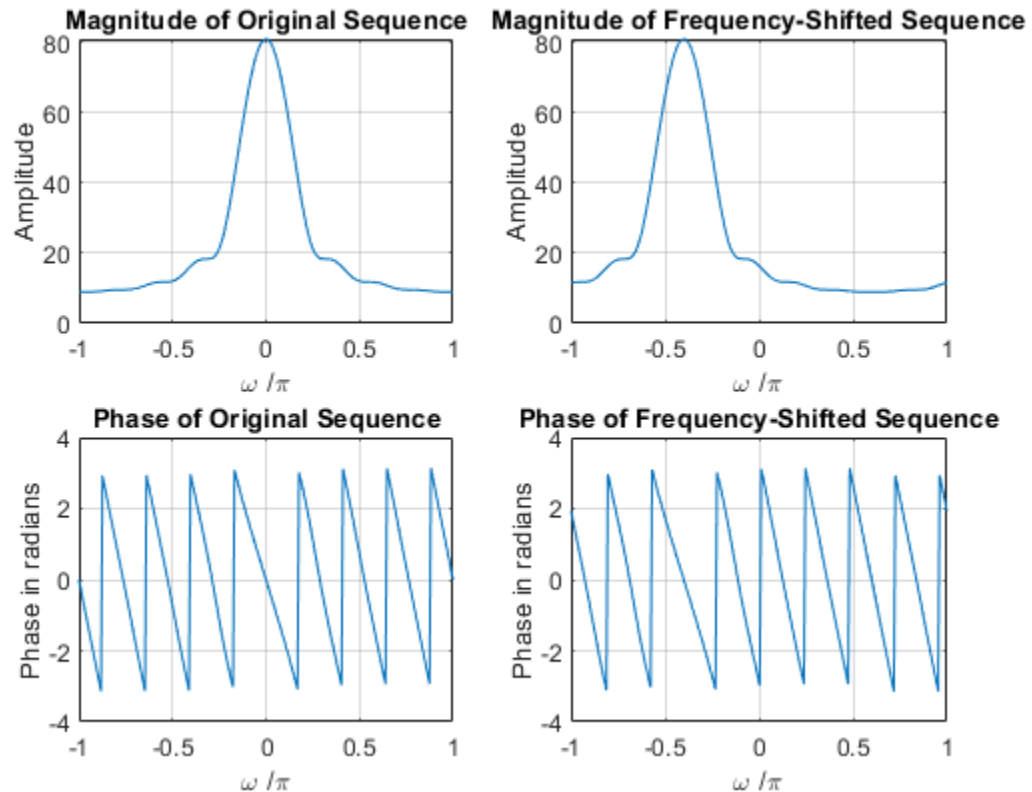 Magnitude of Original Sequence
80
60
40
20
0
Amplitude
-1 -0.5 0 0.5 1
ω /π
Magnitude of Frequency-Shifted Sequence
80
60
40
20
0
Amplitude
-1 -0.5 0 0.5 1
ω /π
Phase of Original Sequence
4
2
0
-2
-4
Phase in radians
-1 -0.5 0 0.5 1
ω /π
Phase of Frequency-Shifted Sequence
4
2
0
-2
-4
Phase in radians
-1 -0.5 0 0.5 1
ω /π